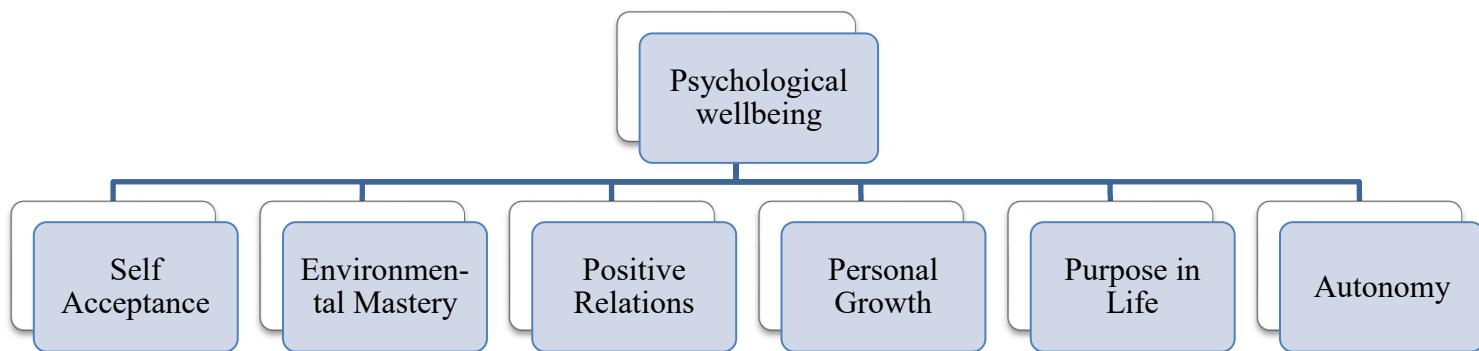 Psychological
wellbeing
Self
Acceptance
Environmen-
tal Mastery
Positive
Relations
Personal
Growth
Purpose in
Life
Autonomy